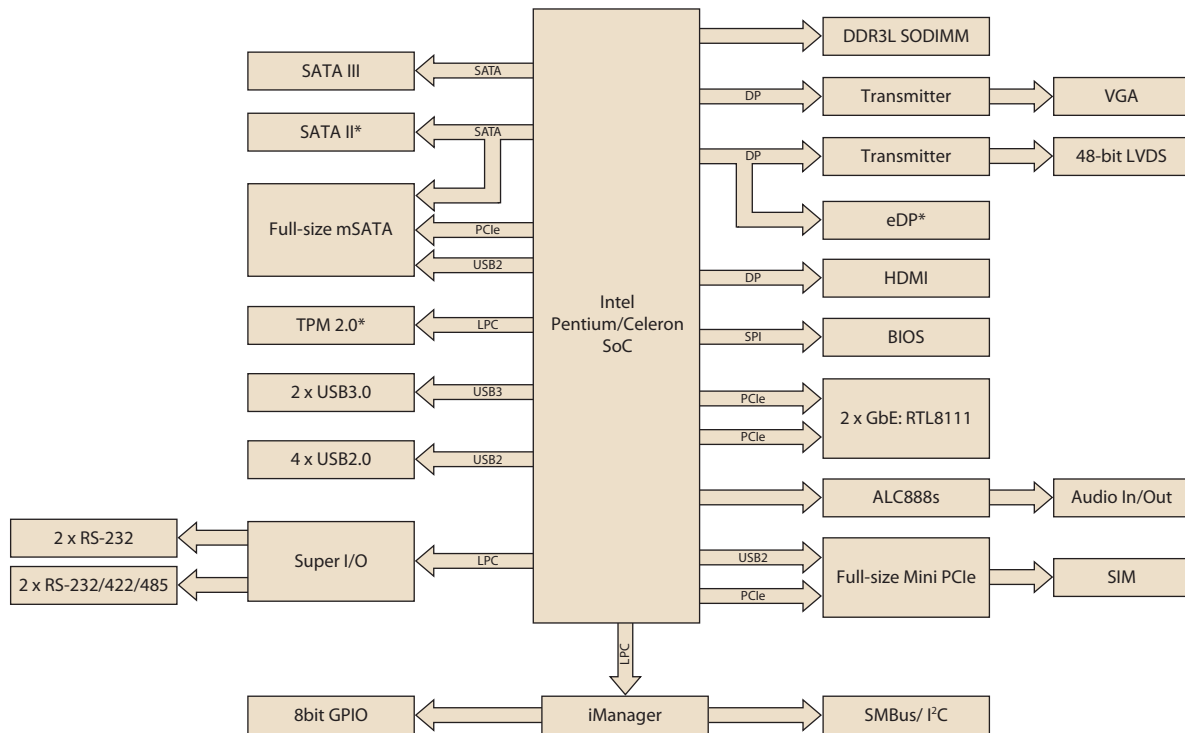 DDR3L SODIMM
SATA III
SATA
DP
Transmitter
VGA
SATA II*
SATA
DP
Transmitter
48-bit LVDS
Full-size mSATA
PCIe
USB2
eDP*
DP
HDMI
Intel
Pentium/Celeron
SoC
TPM 2.0*
LPC
SPI
BIOS
2 x USB3.0
USB3
PCIe
PCIe
2 x GbE: RTL8111
4 x USB2.0
USB2
ALC888s
Audio In/Out
2 x RS-232
2 x RS-232/422/485
Super I/O
LPC
USB2
PCIe
Full-size Mini PCIe
SIM
LPC
8bit GPIO
iManager
SMBus/ I²C